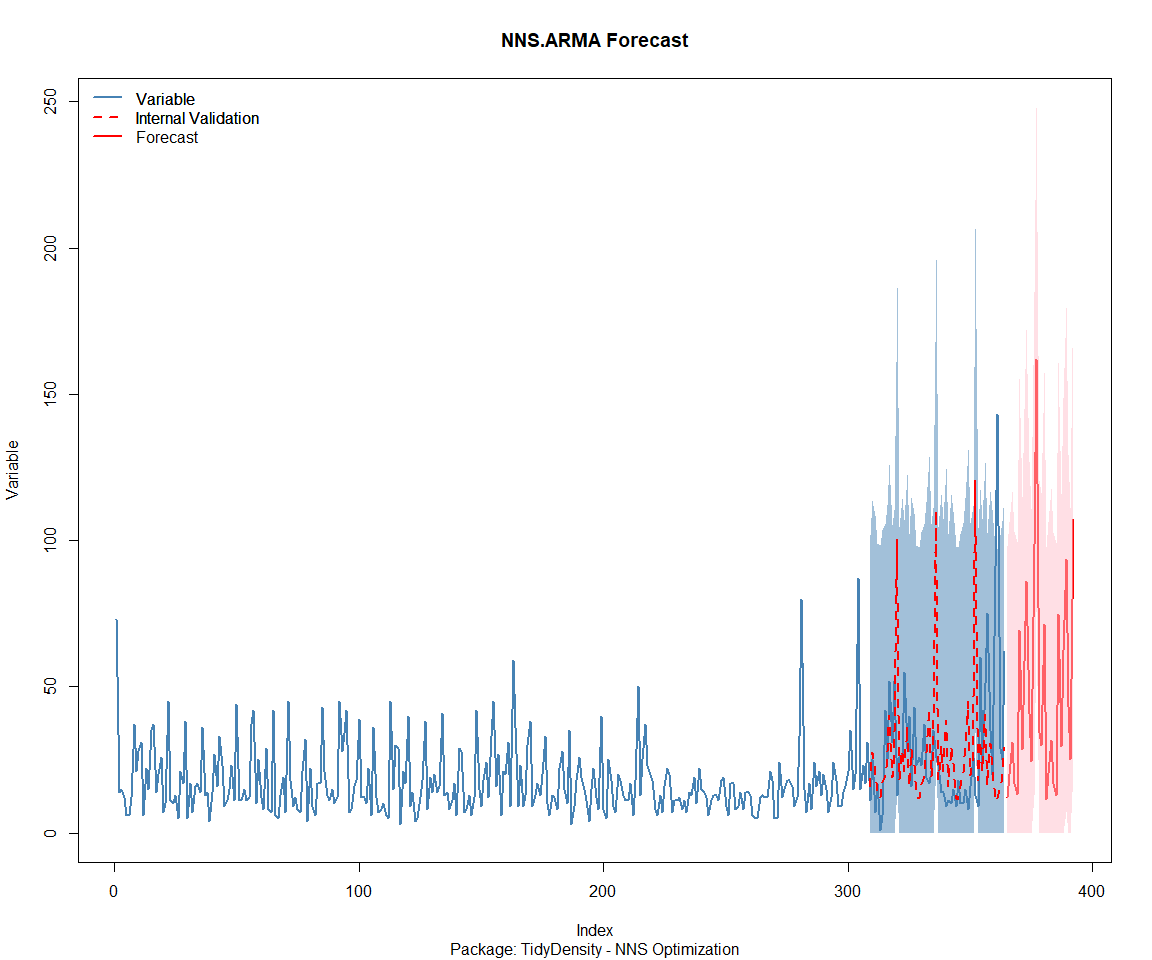 NNS.ARMA Forecast
Variable
Internal Validation
Forecast
250
200
150
100
50
0
Variable
0 100 200 300 400
Index
Package: TidyDensity - NNS Optimization